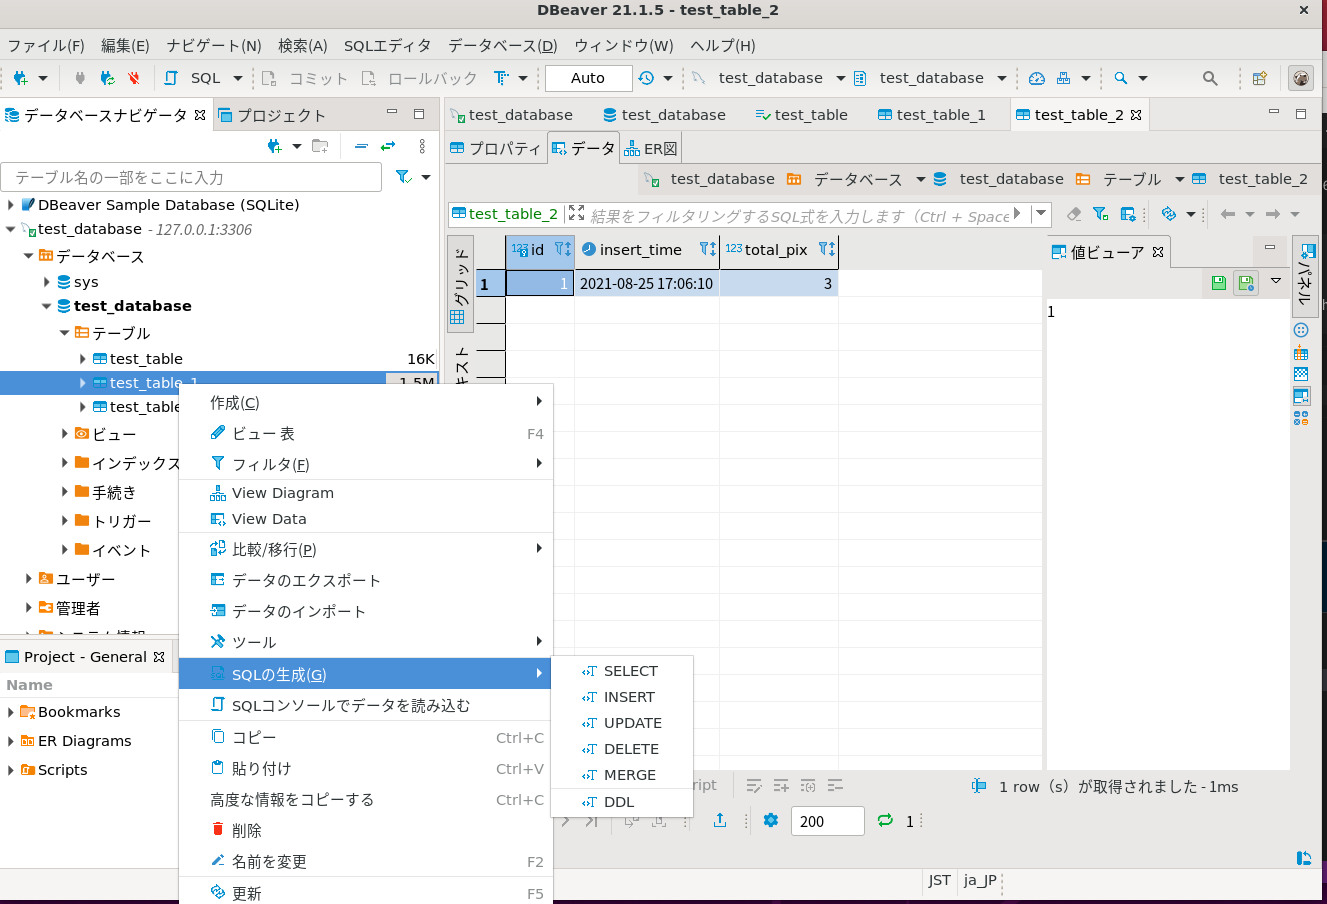 DBeaver 21.1.5 - test_table_2
ファイル(F) 編集(E) ナビゲート(N) 検索(A) SQLエディタ データベース(D) ウィンドウ(W) ヘルプ(H)
SQL コミット ロールバック Auto test_database test_database
データベースナビゲータ プロジェクト
テーブル名の一部をここに入力
DBeaver Sample Database (SQLite)
test_database - 127.0.0.1:3306
データベース
sys
test_database
テーブル
test_table 16K
test_table_1 1.5M
test_table
ビュー
インデックス
手続き
トリガー
イベント
ユーザー
管理者
システム情報
Project - General
Name
Bookmarks
ER Diagrams
Scripts
作成(C)
ビュー 表 F4
フィルタ(F)
View Diagram
View Data
比較/移行(P)
データのエクスポート
データのインポート
ツール
SQLの生成(G)
SQLコンソールでデータを読み込む
コピー Ctrl+C
貼り付け Ctrl+V
高度な情報をコピーする Ctrl+C
削除
名前を変更 F2
更新 F5
SELECT
INSERT
UPDATE
DELETE
MERGE
DDL
test_database test_database test_table test_table_1 test_table_2
プロパティ データ ER図
test_database データベース test_database テーブル test_table_2
test_table_2 結果をフィルタリングするSQL式を入力します（Ctrl + Space
グリッド
キスト
123 id insert_time 123 total_pix
1 1 2021-08-25 17:06:10 3
値ビューア
1
パネル
ript
1 row（s）が取得されました - 1ms
200 1
JST ja_JP